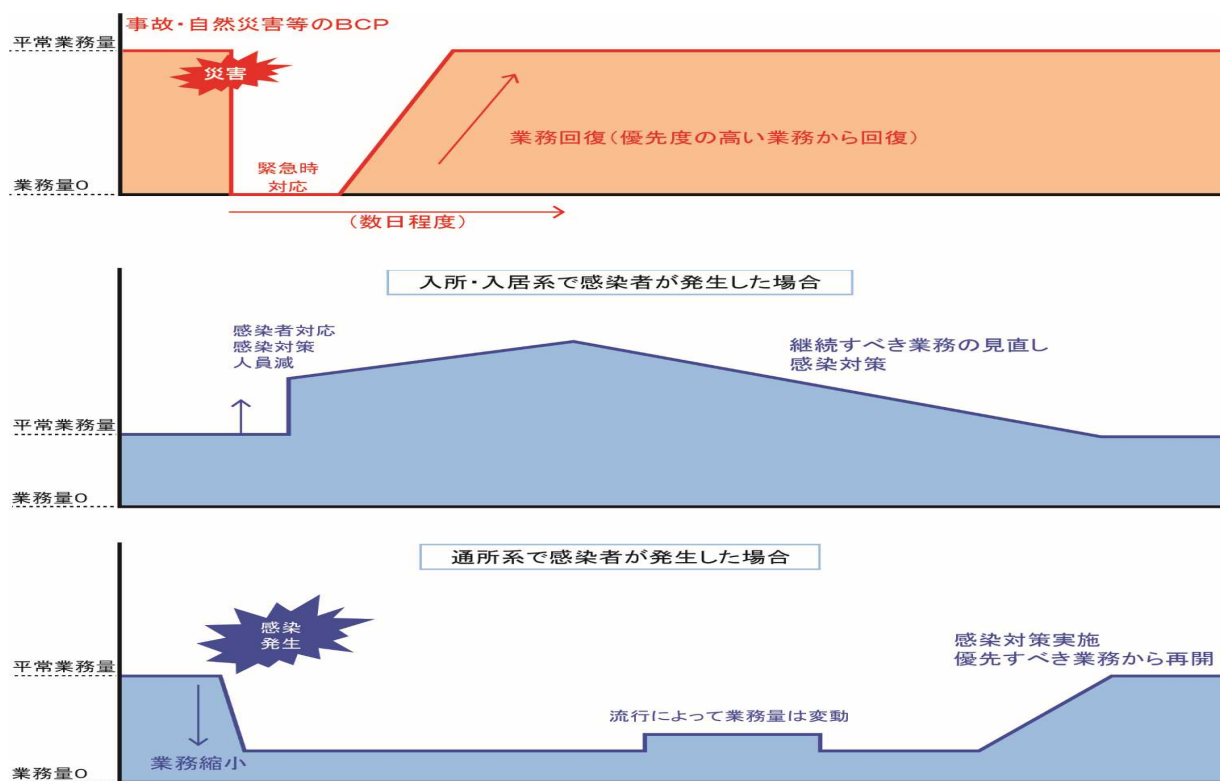 事故・自然災害等のBCP
平常業務量
災害
業務回復(優先度の高い業務から回復)
緊急時
対応
業務量0
(数日程度)
入所・入居系で感染者が発生した場合
感染者対応
感染対策
人員減
継続すべき業務の見直し
感染対策
平常業務量
業務量0
通所系で感染者が発生した場合
感染
発生
感染対策実施
優先すべき業務から再開
平常業務量
流行によって業務量は変動
業務縮小
業務量0